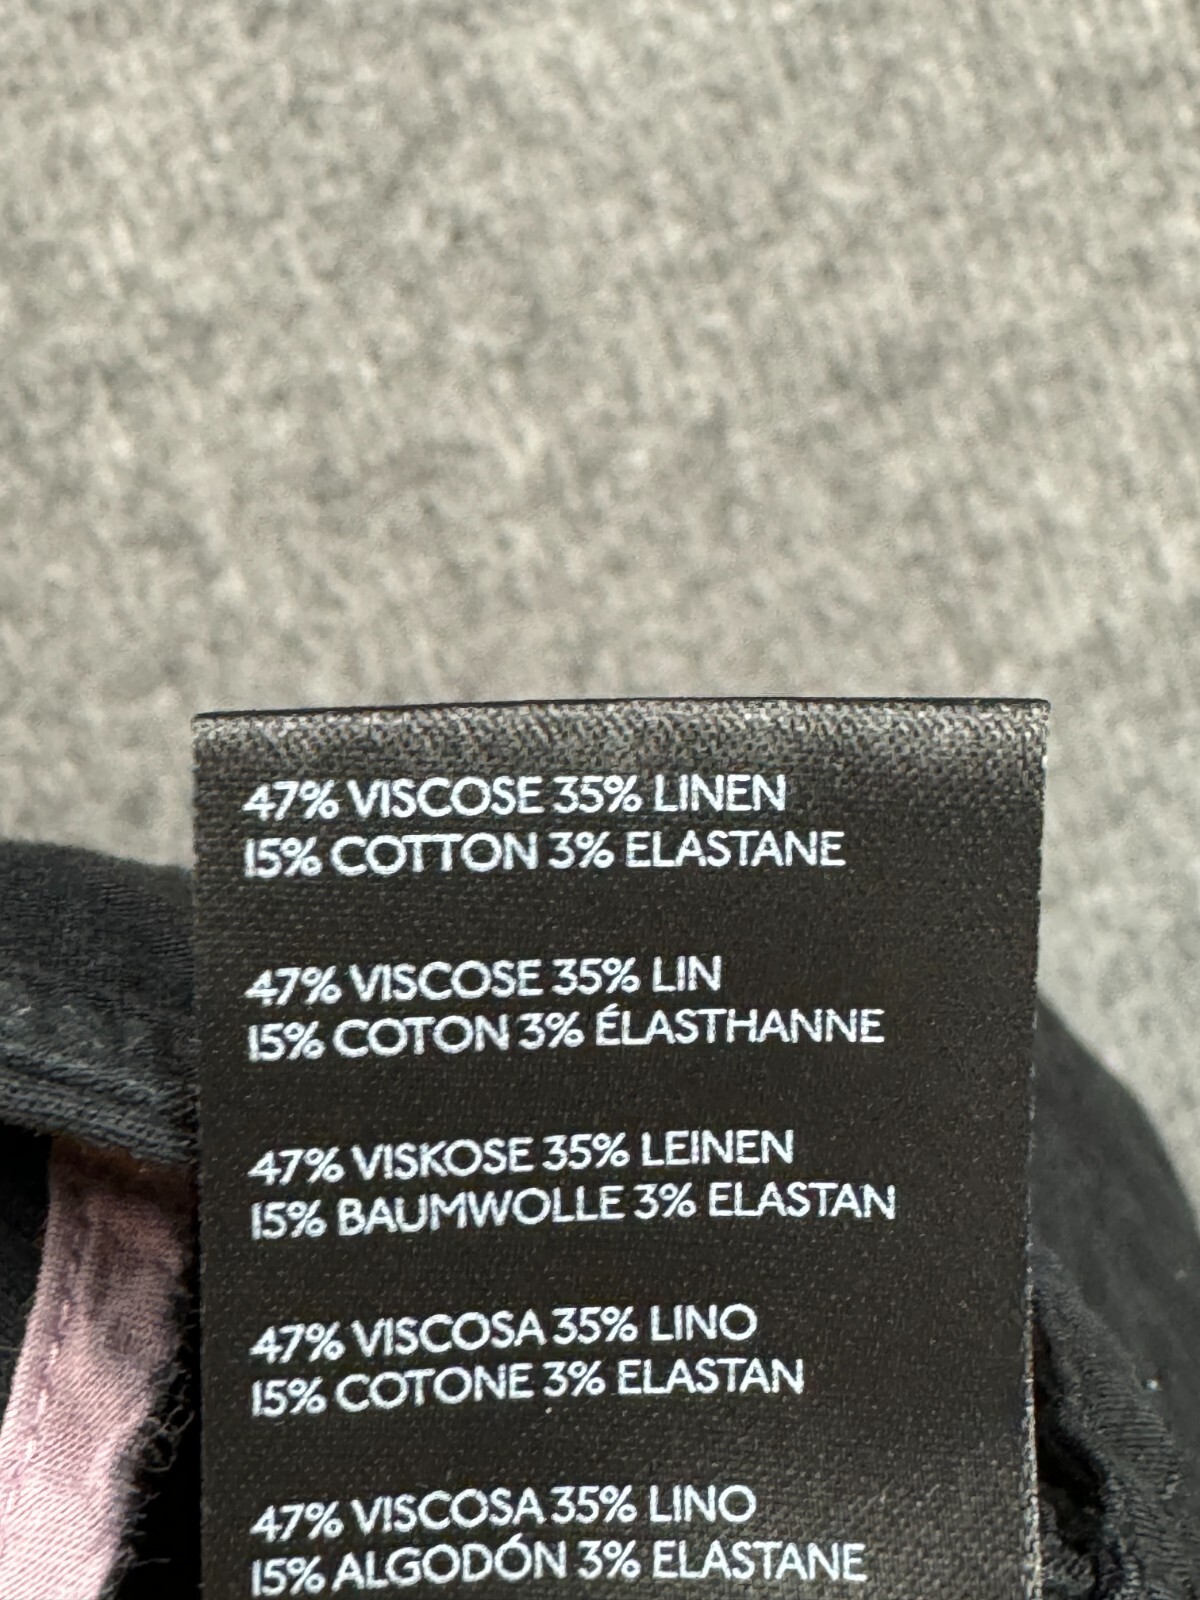 47% VISCOSE 35% LINEN
15% COTTON 3% ELASTANE
47% VISCOSE 35% LIN
15% COTON 3% ÉLASTHANNE
47% VISKOSE 35% LEINEN
15% BAUMWOLLE 3% ELASTAN
47% VISCOSA 35% LINO
15% COTONE 3% ELASTAN
47% VISCOSA 35% LINO
15% ALGODÓN 3% ELASTANE